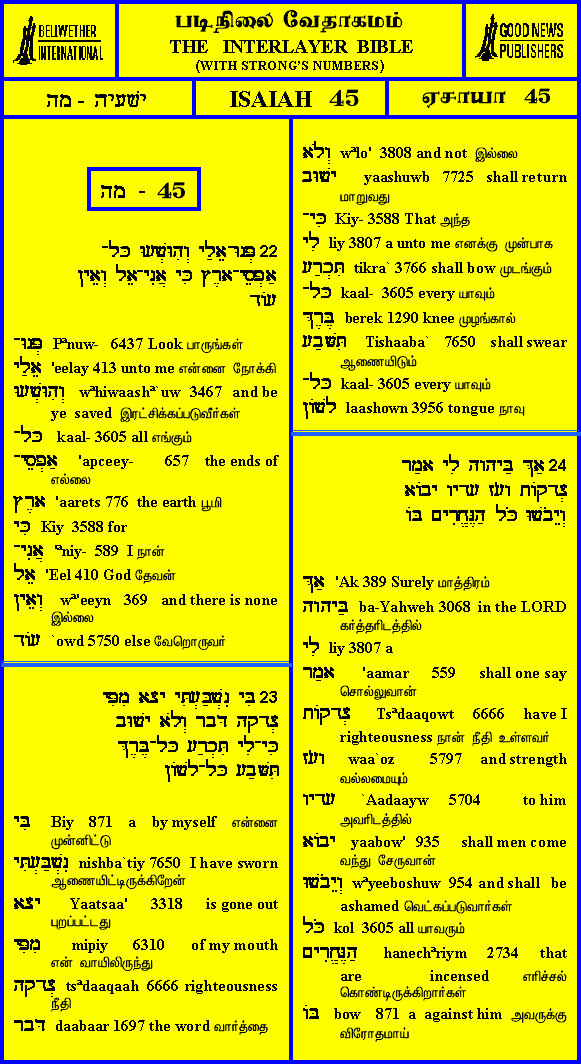 BELLWETHER
INTERNATIONAL
படிநிலை வேதாகமம்
THE INTERLAYER BIBLE
(WITH STRONG'S NUMBERS)
GOOD NEWS
PUBLISHERS
ישעיה - מה
ISAIAH 45
ஏசாயா 45
מה - 45
22 פְּנוּ־אֵלַי וְהִוָּשְׁעוּ כָּל־
אַפְסֵי־אָרֶץ כִּי אֲנִי־אֵל וְאֵין
עוֹד
פְּנוּ־ Pªnuw- 6437 Look பாருங்கள்
אֵלַי 'eelay 413 unto me என்னை நோக்கி
וְהִוָּשְׁעוּ wªhiwaashª`uw 3467 and be
ye saved இரட்சிக்கப்படுவீர்கள்
כָּל־ kaal- 3605 all எங்கும்
אַפְסֵי־ 'apceey- 657 the ends of
எல்லை
אָרֶץ 'aarets 776 the earth பூமி
כִּי Kiy 3588 for
אֲנִי־ 'ªniy- 589 I நான்
אֵל 'Eel 410 God தேவன்
וְאֵין wª'eeyn 369 and there is none
இல்லை
עוֹד `owd 5750 else வேறொருவர்
23 בִּי נִשְׁבַּעְתִּי יָצָא מִפִּי
צְדָקָה דָּבָר וְלֹא יָשׁוּב
כִּי־לִי תִּכְרַע כָּל־בֶּרֶךְ
תִּשָּׁבַע כָּל־לָשׁוֹן
בִּי Biy 871 a by myself என்னை
முன்னிட்டு
נִשְׁבַּעְתִּי nishba`tiy 7650 I have sworn
ஆணையிட்டிருக்கிறேன்
יָצָא Yaatsaa' 3318 is gone out
புறப்பட்டது
מִפִּי mipiy 6310 of my mouth
என் வாயிலிருந்து
צְדָקָה tsªdaaqaah 6666 righteousness
நீதி
דָּבָר daabaar 1697 the word வார்த்தை
וְלֹא wªlo' 3808 and not இல்லை
יָשׁוּב yaashuwb 7725 shall return
மாறுவது
כִּי־ Kiy- 3588 That அந்த
לִי liy 3807 a unto me எனக்கு முன்பாக
תִּכְרַע tikra` 3766 shall bow முடங்கும்
כָּל־ kaal- 3605 every யாவும்
בֶּרֶךְ berek 1290 knee முழங்கால்
תִּשָּׁבַע Tishaaba` 7650 shall swear
ஆணையிடும்
כָּל־ kaal- 3605 every யாவும்
לָשׁוֹן laashown 3956 tongue நாவு
24 אַךְ בַּיהוָה לִי אָמַר
צְדָקוֹת וָעֹז עָדָיו יָבוֹא
וְיֵבֹשׁוּ כֹּל הַנֶּחֱרִים בּוֹ
אַךְ 'Ak 389 Surely மாத்திரம்
בַּיהוָה ba-Yahweh 3068 in the LORD
கர்த்தரிடத்தில்
לִי liy 3807 a
אָמַר 'aamar 559 shall one say
சொல்லுவான்
צְדָקוֹת Tsªdaaqowt 6666 have I
righteousness நான் நீதி உள்ளவர்
וָעֹז waa`oz 5797 and strength
வல்லமையும்
עָדָיו `Aadaayw 5704 to him
அவரிடத்தில்
יָבוֹא yaabow' 935 shall men come
வந்து சேருவான்
וְיֵבֹשׁוּ wªyeeboshuw 954 and shall be
ashamed வெட்கப்படுவார்கள்
כֹּל kol 3605 all யாவரும்
הַנֶּחֱרִים hanechªriym 2734 that
are incensed எரிச்சல்
கொண்டிருக்கிறார்கள்
בּוֹ bow 871 a against him அவருக்கு
விரோதமாய்